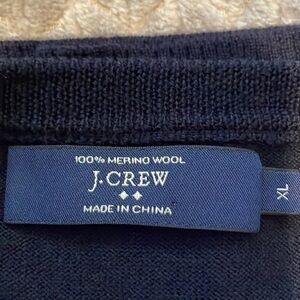 100% MERINO WOOL
J.CREW
MADE IN CHINA
XL